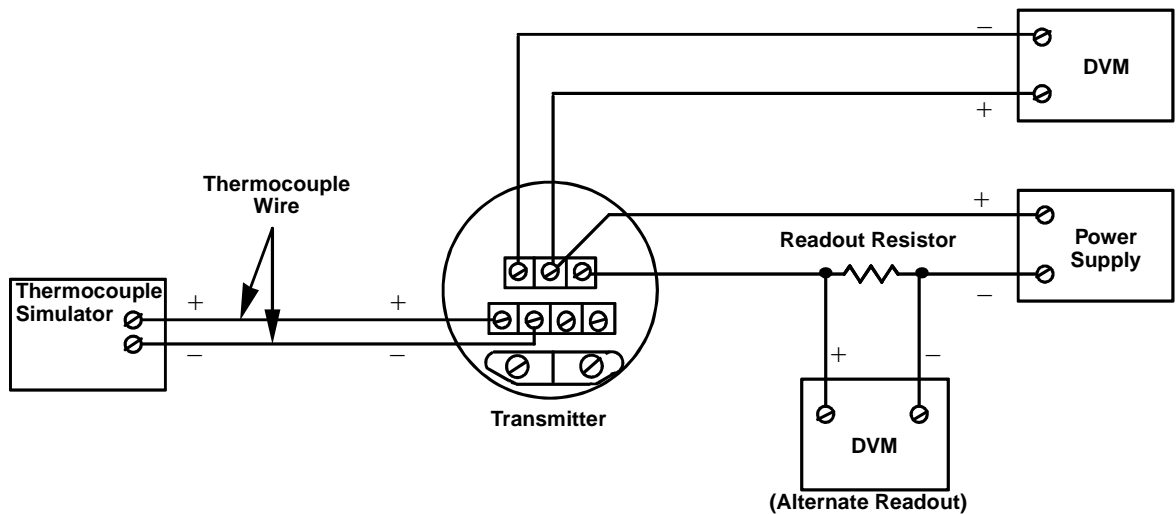 −
DVM
+
Thermocouple
Wire
+
Power
Supply
−
Readout Resistor
Thermocouple
Simulator
+
+
−
−
Transmitter
+
−
DVM
(Alternate Readout)